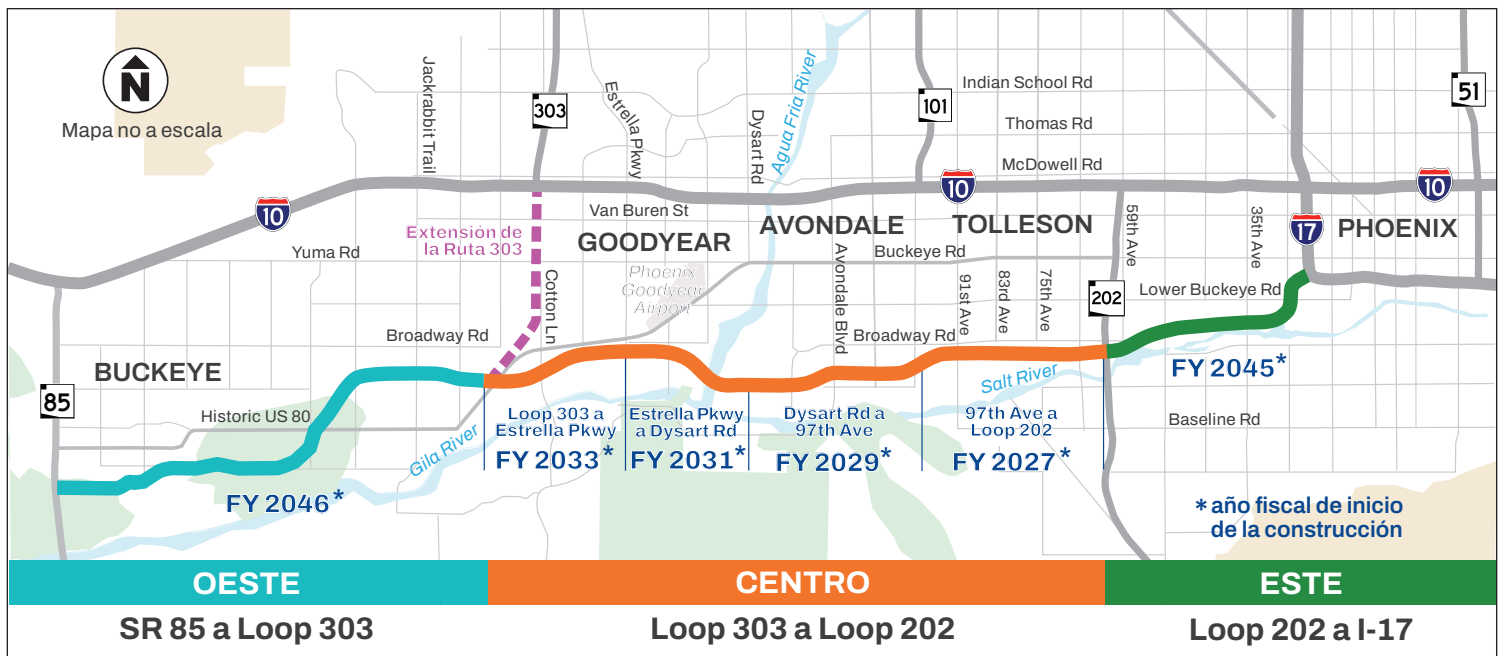 N
Mapa no a escala
Jackrabbit Trail
303
Estrella Pkwy
Dysart Rd
Agua Fria River
101
Indian School Rd
Thomas Rd
McDowell Rd
51
10
10
10
Van Buren St
Extensión de
la Ruta 303
GOODYEAR
AVONDALE
TOLLESON
59th Ave
35th Ave
17
PHOENIX
Yuma Rd
Buckeye Rd
Phoenix
Goodyear
Airport
Cotton Ln
Avondale Blvd
91st Ave
83rd Ave
75th Ave
202
Lower Buckeye Rd
Broadway Rd
Broadway Rd
BUCKEYE
85
Historic US 80
Gila River
Salt River
FY 2045*
Baseline Rd
Loop 303 a
Estrella Pkwy
FY 2033*
Estrella Pkwy
a Dysart Rd
FY 2031*
Dysart Rd a
97th Ave
FY 2029*
97th Ave a
Loop 202
FY 2027*
FY 2046*
* año fiscal de inicio
de la construcción
OESTE
CENTRO
ESTE
SR 85 a Loop 303
Loop 303 a Loop 202
Loop 202 a I-17